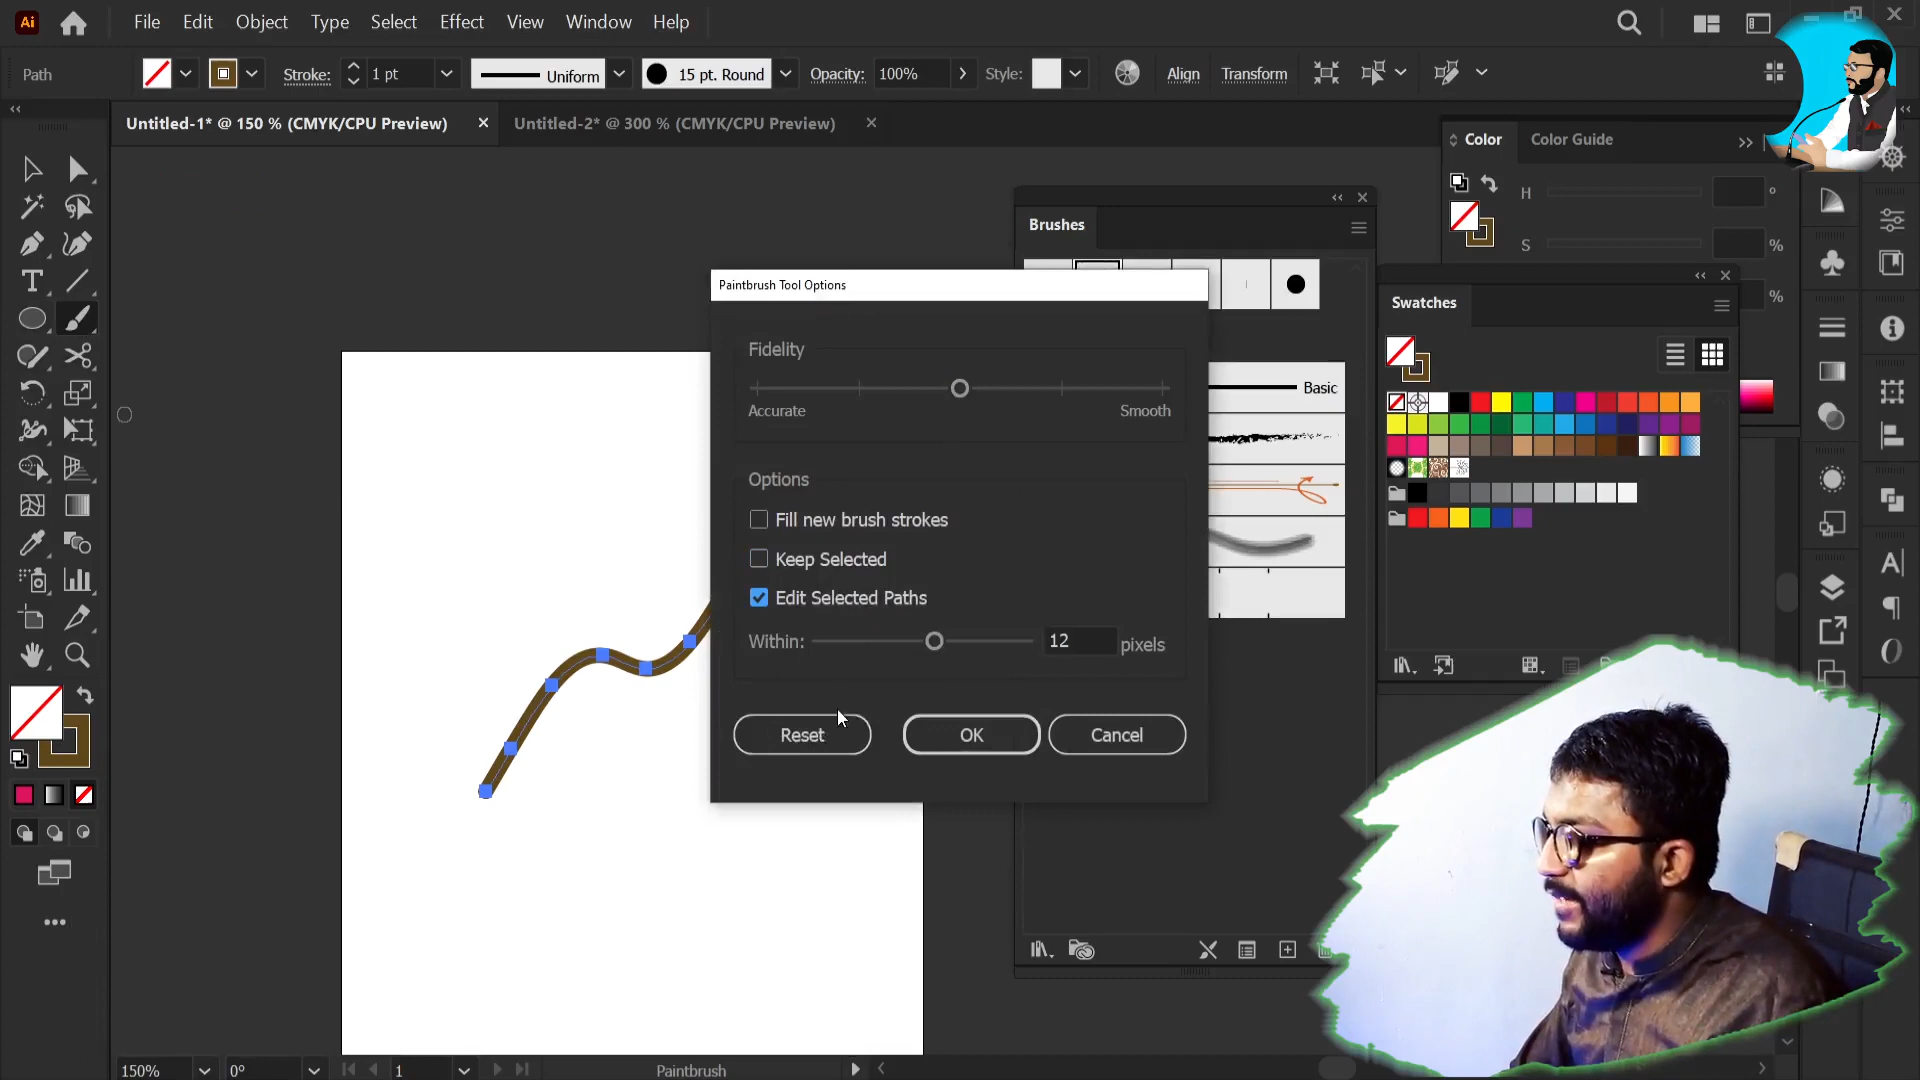 Ai File Edit Object Type Select Effect View Window Help
Path Stroke: 1 pt Uniform 15 pt. Round Opacity: 100% Style: Align Transform
Untitled-1* @ 150 % (CMYK/CPU Preview) Untitled-2* @ 300 % (CMYK/CPU Preview)
Color Color Guide
H °
S %
%
Brushes
Basic
Swatches
Paintbrush Tool Options
Fidelity
Accurate Smooth
Options
Fill new brush strokes
Keep Selected
Edit Selected Paths
Within: 12 pixels
Reset OK Cancel
150% 0° 1 Paintbrush